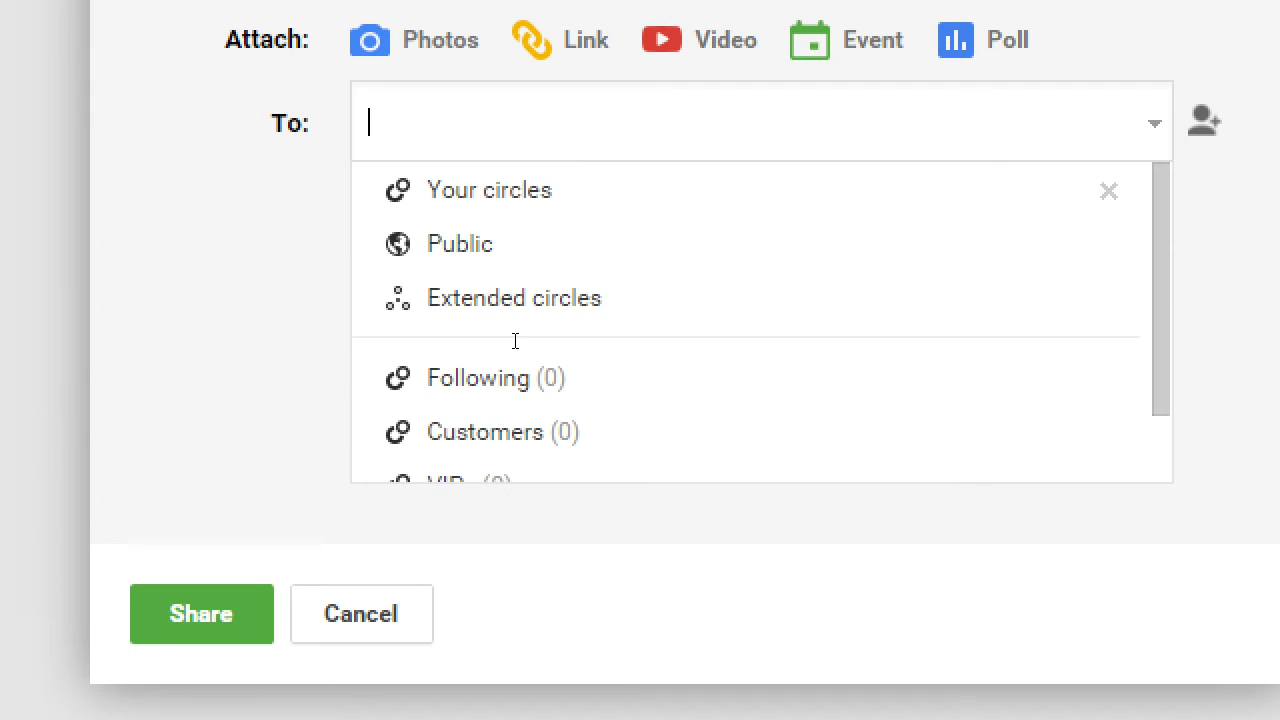 Attach: Photos Link Video Event Poll
To:
Your circles
Public
Extended circles
Following (0)
Customers (0)
Share Cancel